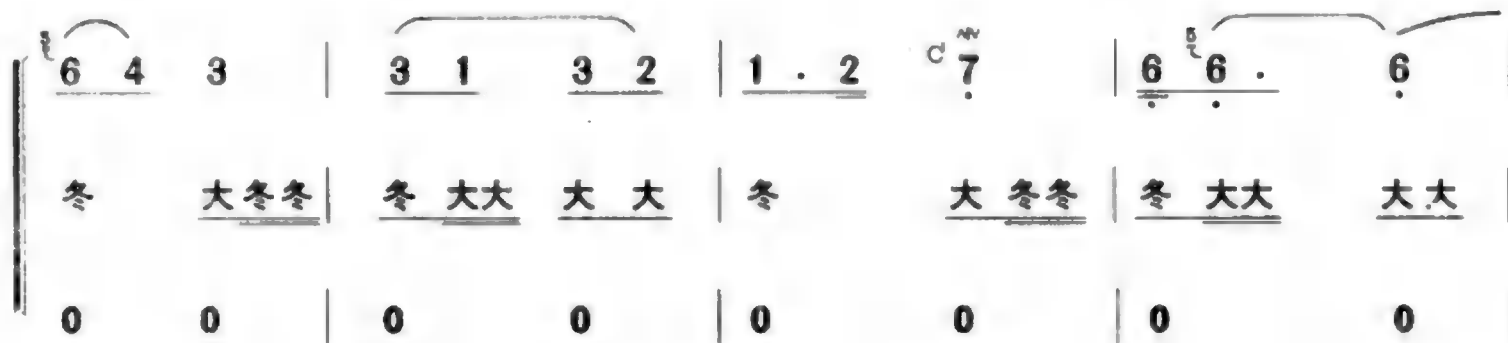 5 6 4 3 | 3 1 3 2 | 1 . 2 7 | 6 5 6 . 6
冬 大 冬冬 | 冬 大大 大 大 | 冬 大 冬冬 | 冬 大大 大大
0 0 | 0 0 | 0 0 | 0 0